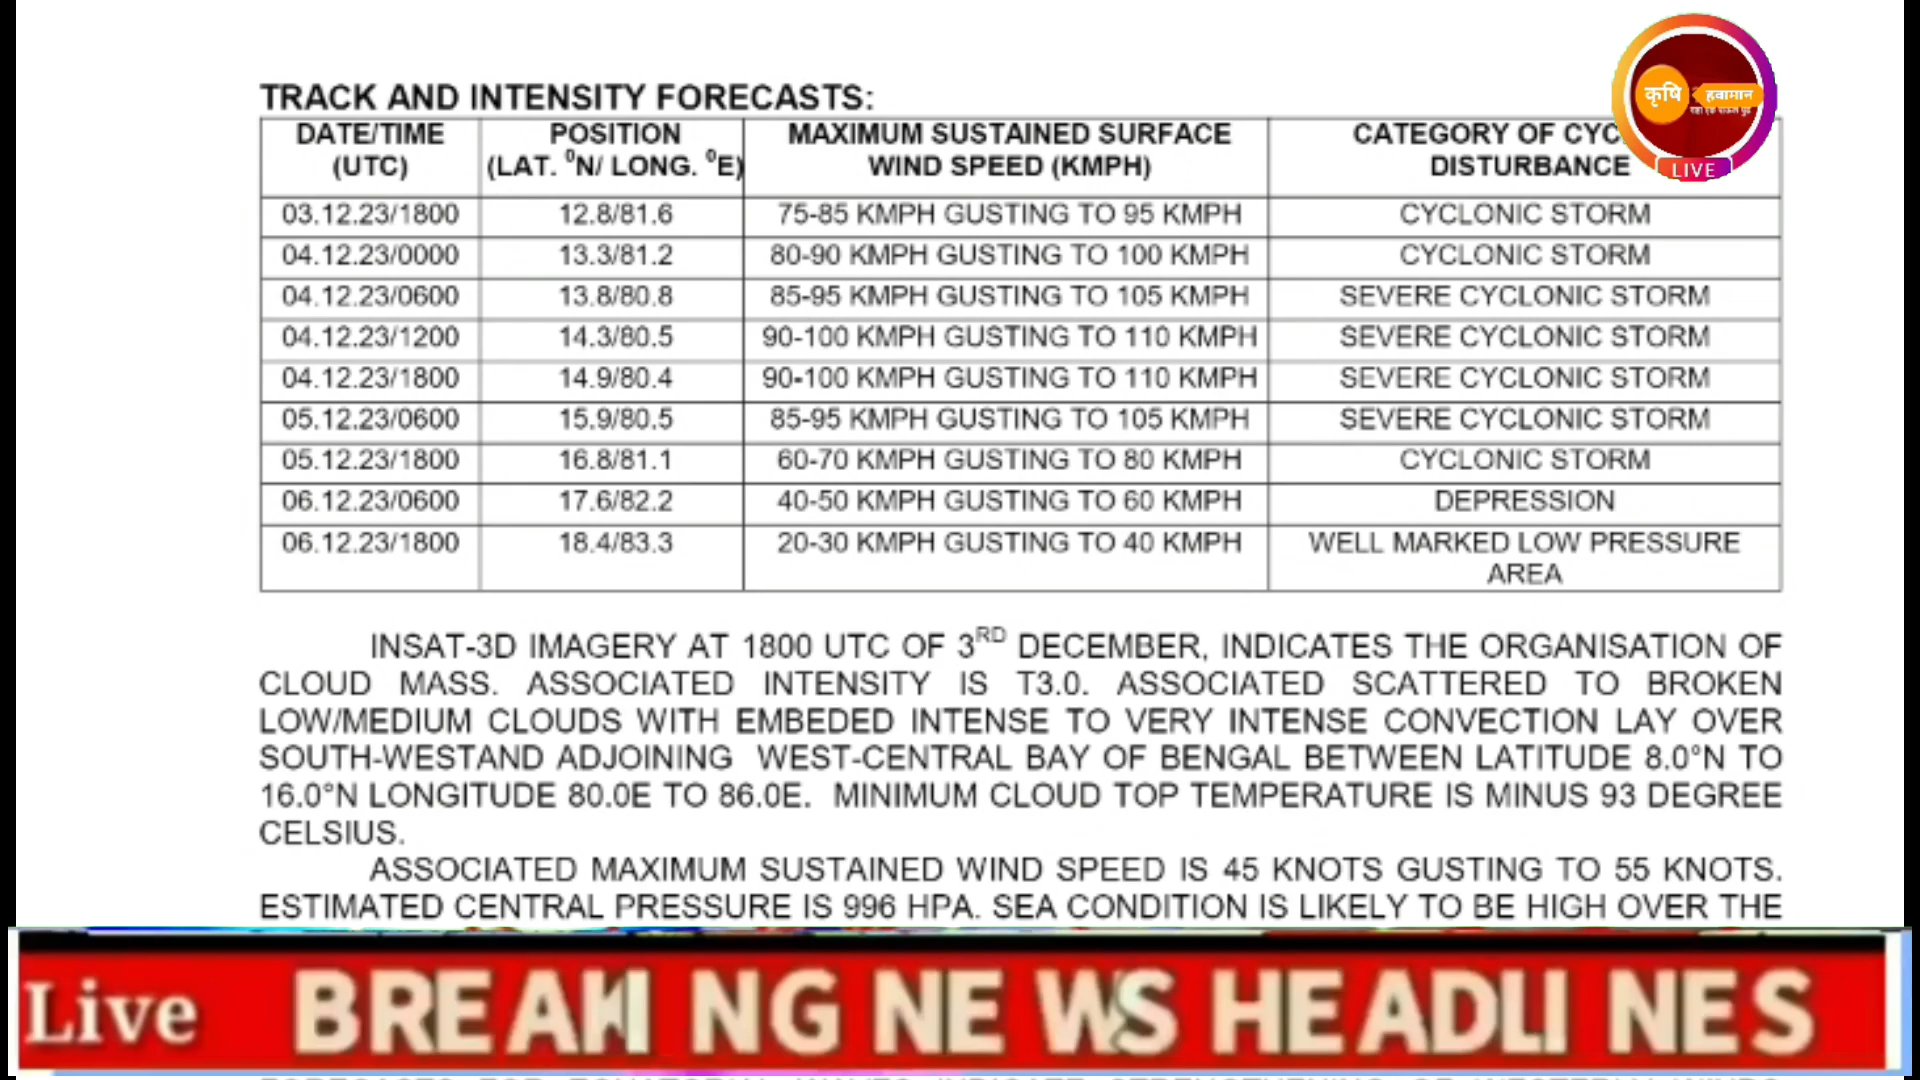 कृषि
हवामान
LIVE
TRACK AND INTENSITY FORECASTS:
DATE/TIME (UTC) POSITION (LAT. ⁰N/ LONG. ⁰E) MAXIMUM SUSTAINED SURFACE WIND SPEED (KMPH) CATEGORY OF CYC DISTURBANCE
03.12.23/1800 12.8/81.6 75-85 KMPH GUSTING TO 95 KMPH CYCLONIC STORM
04.12.23/0000 13.3/81.2 80-90 KMPH GUSTING TO 100 KMPH CYCLONIC STORM
04.12.23/0600 13.8/80.8 85-95 KMPH GUSTING TO 105 KMPH SEVERE CYCLONIC STORM
04.12.23/1200 14.3/80.5 90-100 KMPH GUSTING TO 110 KMPH SEVERE CYCLONIC STORM
04.12.23/1800 14.9/80.4 90-100 KMPH GUSTING TO 110 KMPH SEVERE CYCLONIC STORM
05.12.23/0600 15.9/80.5 85-95 KMPH GUSTING TO 105 KMPH SEVERE CYCLONIC STORM
05.12.23/1800 16.8/81.1 60-70 KMPH GUSTING TO 80 KMPH CYCLONIC STORM
06.12.23/0600 17.6/82.2 40-50 KMPH GUSTING TO 60 KMPH DEPRESSION
06.12.23/1800 18.4/83.3 20-30 KMPH GUSTING TO 40 KMPH WELL MARKED LOW PRESSURE AREA
INSAT-3D IMAGERY AT 1800 UTC OF 3RD DECEMBER, INDICATES THE ORGANISATION OF
CLOUD MASS. ASSOCIATED INTENSITY IS T3.0. ASSOCIATED SCATTERED TO BROKEN
LOW/MEDIUM CLOUDS WITH EMBEDED INTENSE TO VERY INTENSE CONVECTION LAY OVER
SOUTH-WESTAND ADJOINING WEST-CENTRAL BAY OF BENGAL BETWEEN LATITUDE 8.0°N TO
16.0°N LONGITUDE 80.0E TO 86.0E. MINIMUM CLOUD TOP TEMPERATURE IS MINUS 93 DEGREE
CELSIUS.
ASSOCIATED MAXIMUM SUSTAINED WIND SPEED IS 45 KNOTS GUSTING TO 55 KNOTS.
ESTIMATED CENTRAL PRESSURE IS 996 HPA. SEA CONDITION IS LIKELY TO BE HIGH OVER THE
Live BREAKING NEWS HEADLINES